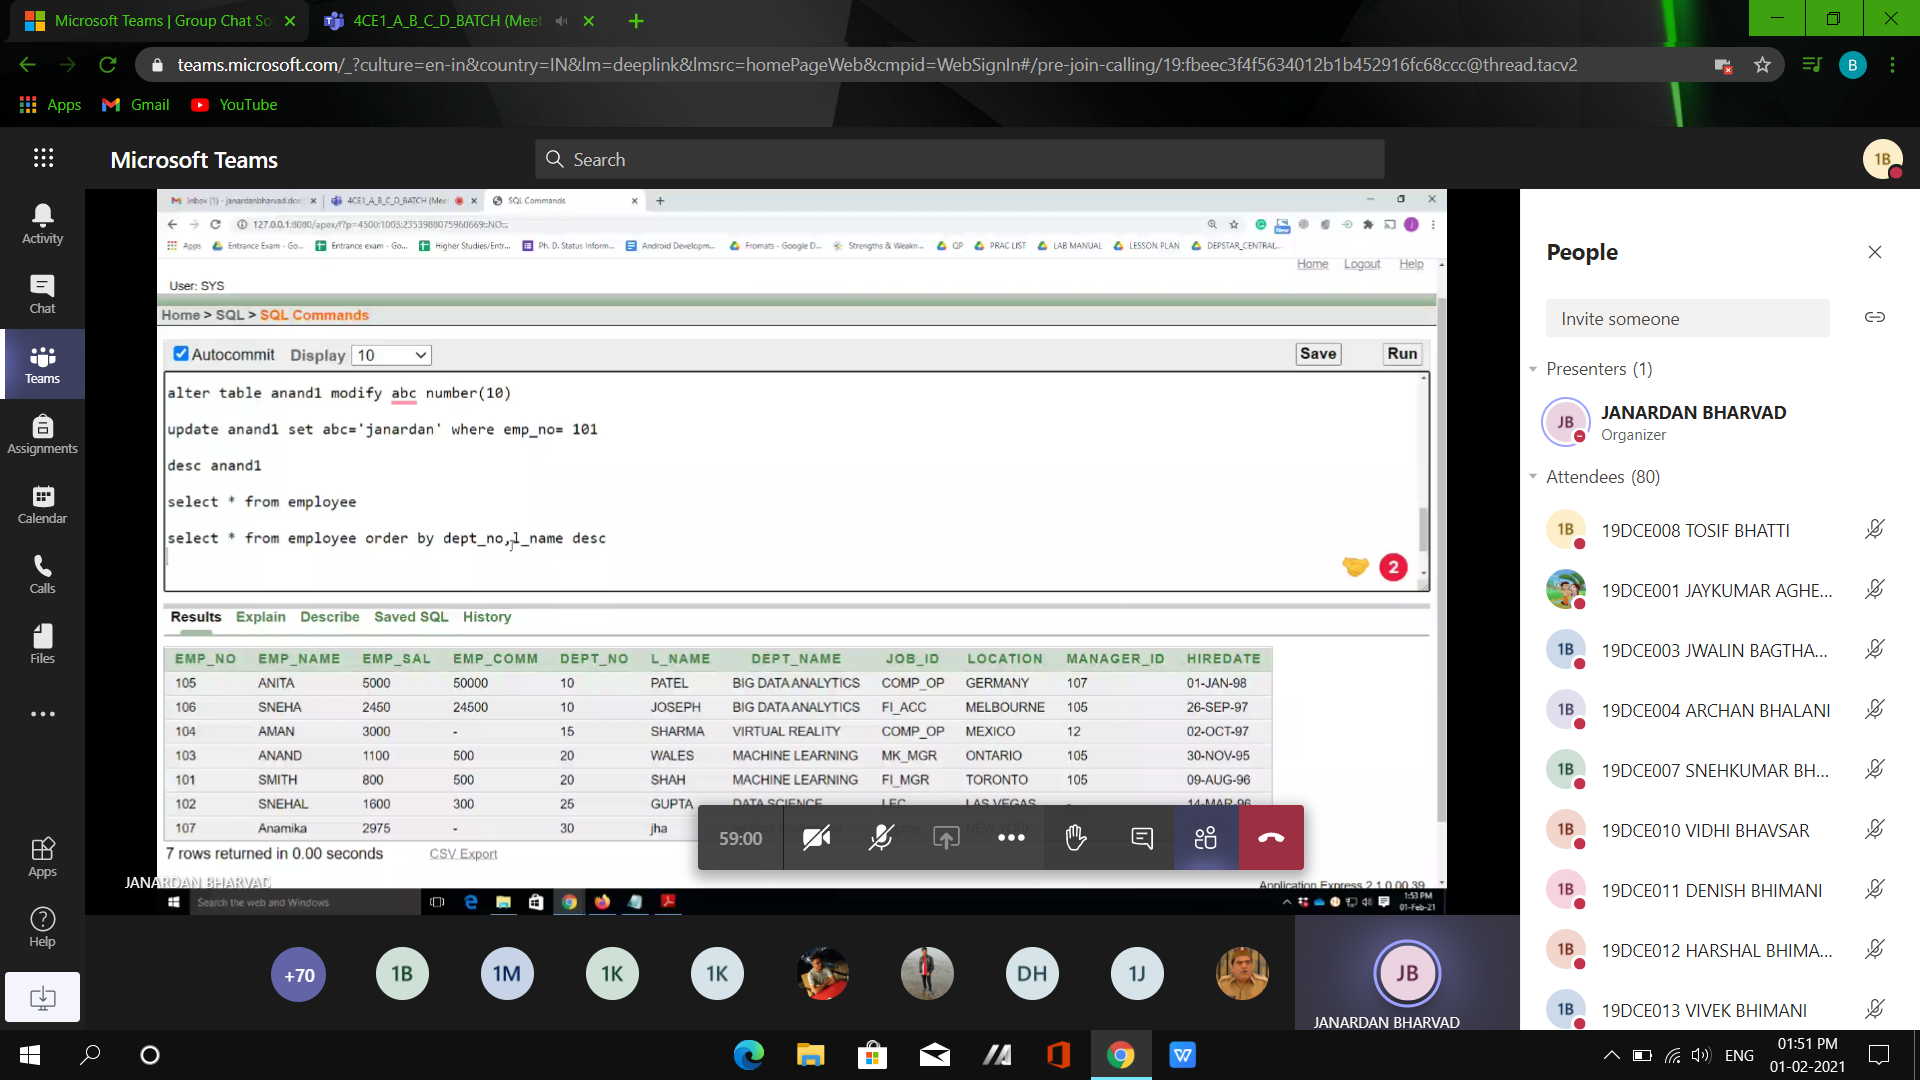 Microsoft Teams | Group Chat So
4CE1_A_B_C_D_BATCH (Meet
teams.microsoft.com/_?culture=en-in&country=IN&lm=deeplink&lmsrc=homePageWeb&cmpid=WebSignIn#/pre-join-calling/19:fbeec3f4f5634012b1b452916fc68ccc@thread.tacv2
B
Apps
Gmail
YouTube
Microsoft Teams
Search
1B
Activity
Chat
Teams
Assignments
Calendar
Calls
Files
Apps
Help
Inbox (1) - janardanbharvad.dce
4CE1_A_B_C_D_BATCH (Mee
SQL Commands
127.0.0.1:8080/apex/f?p=4500:1003:2353988075960669::NO:::
Apps
Entrance Exam - Go...
Entrance exam - Go...
Higher Studies/Entr...
Ph. D. Status Inform...
Android Developm...
Fromats - Google D...
Strengths & Weakn...
QP
PRAC LIST
LAB MANUAL
LESSON PLAN
DEPSTAR_CENTRAL...
Home Logout Help
User: SYS
Home > SQL > SQL Commands
Autocommit Display 10
Save
Run
alter table anand1 modify abc number(10)
update anand1 set abc='janardan' where emp_no= 101
desc anand1
select * from employee
select * from employee order by dept_no,l_name desc
2
Results Explain Describe Saved SQL History
EMP_NO EMP_NAME EMP_SAL EMP_COMM DEPT_NO L_NAME DEPT_NAME JOB_ID LOCATION MANAGER_ID HIREDATE
105 ANITA 5000 50000 10 PATEL BIG DATA ANALYTICS COMP_OP GERMANY 107 01-JAN-98
106 SNEHA 2450 24500 10 JOSEPH BIG DATA ANALYTICS FI_ACC MELBOURNE 105 26-SEP-97
104 AMAN 3000 - 15 SHARMA VIRTUAL REALITY COMP_OP MEXICO 12 02-OCT-97
103 ANAND 1100 500 20 WALES MACHINE LEARNING MK_MGR ONTARIO 105 30-NOV-95
101 SMITH 800 500 20 SHAH MACHINE LEARNING FI_MGR TORONTO 105 09-AUG-96
102 SNEHAL 1600 300 25 GUPTA DATA SCIENCE LEC LAS VEGAS - 14-MAR-96
107 Anamika 2975 - 30 jha
7 rows returned in 0.00 seconds
CSV Export
59:00
Application Express 2.1.0.00.39
JANARDAN BHARVAD
Search the web and Windows
1:53 PM
01-Feb-21
+70
1B
1M
1K
1K
DH
1J
JB
JANARDAN BHARVAD
People
Invite someone
Presenters (1)
JB
JANARDAN BHARVAD
Organizer
Attendees (80)
1B 19DCE008 TOSIF BHATTI
19DCE001 JAYKUMAR AGHE...
1B 19DCE003 JWALIN BAGTHA...
1B 19DCE004 ARCHAN BHALANI
1B 19DCE007 SNEHKUMAR BH...
1B 19DCE010 VIDHI BHAVSAR
1B 19DCE011 DENISH BHIMANI
1B 19DCE012 HARSHAL BHIMA...
1B 19DCE013 VIVEK BHIMANI
ENG
01:51 PM
01-02-2021